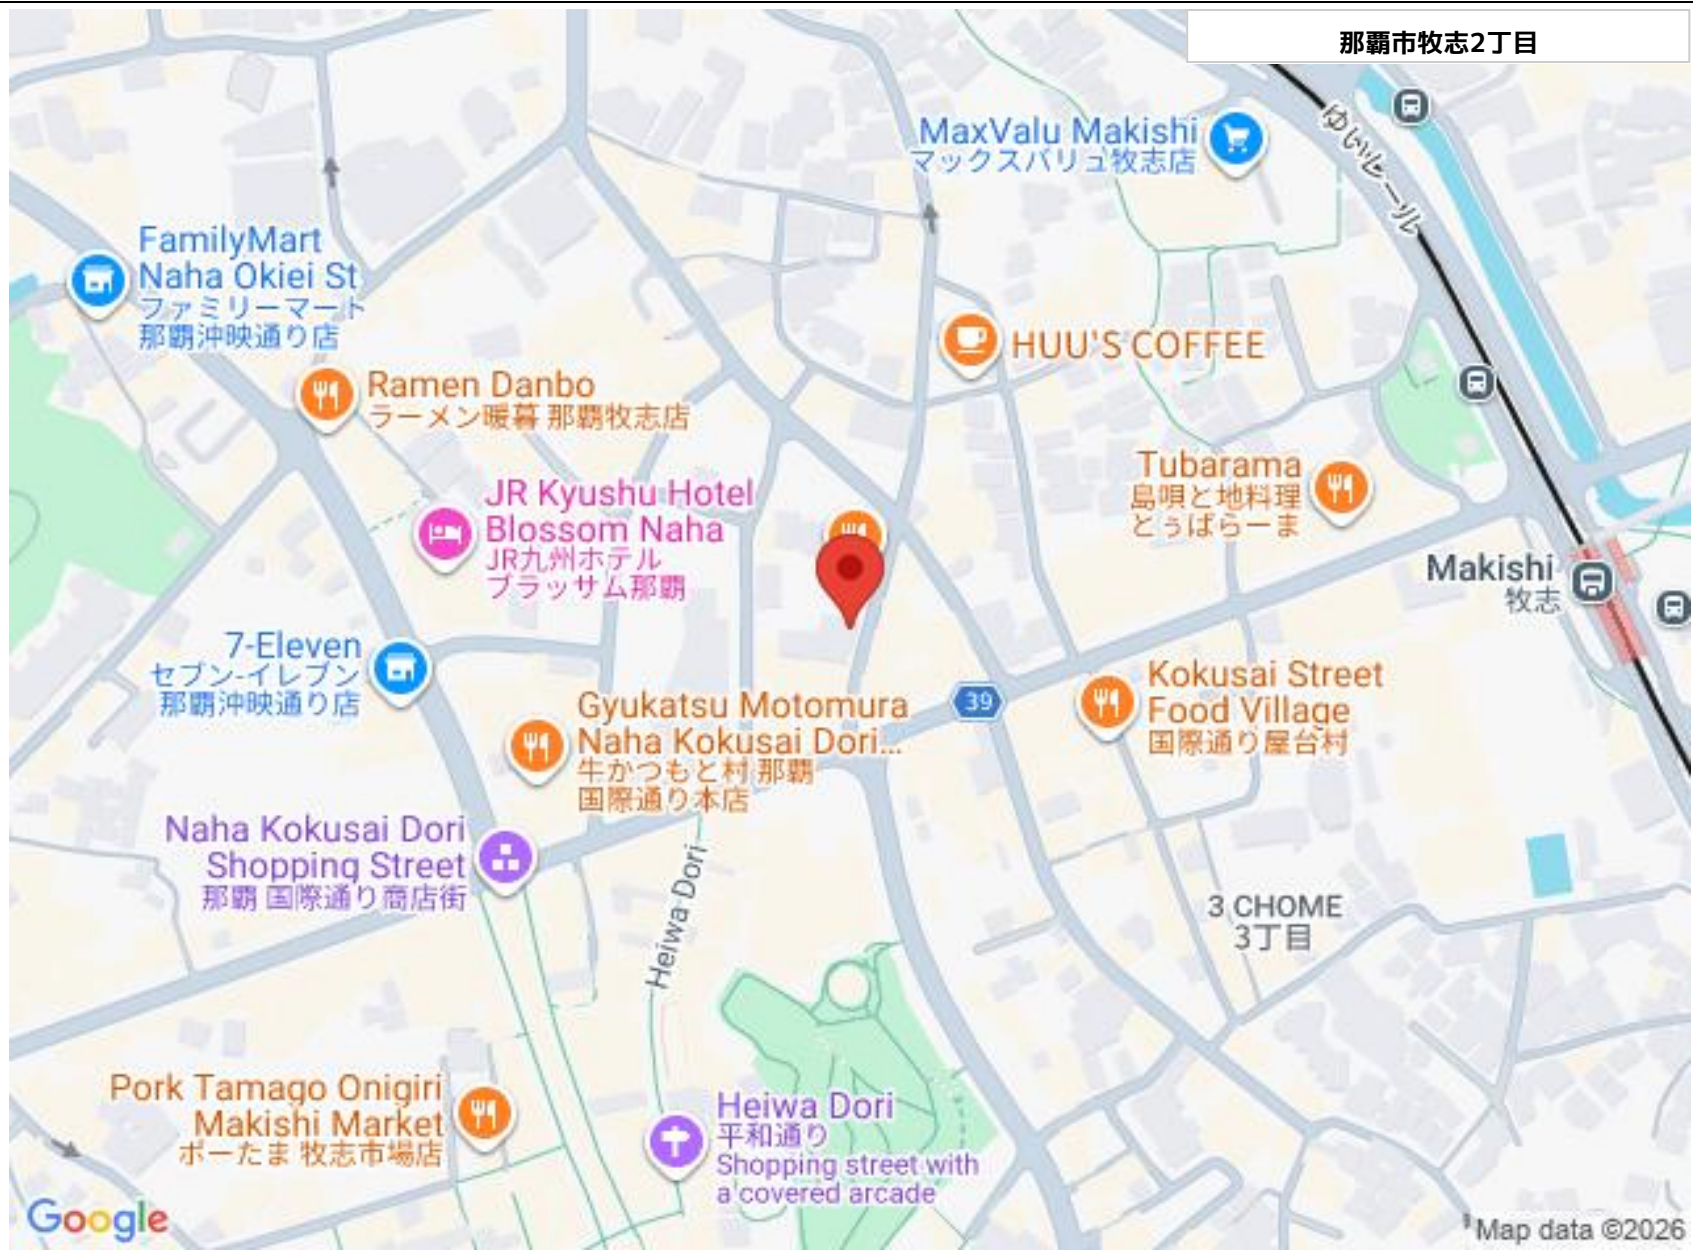 那覇市牧志2丁目
MaxValu Makishi
マックスバリュ牧志店
ゆいレール
FamilyMart
Naha Okiei St
ファミリーマート
那覇沖映通り店
HUU'S COFFEE
Ramen Danbo
ラーメン暖暮 那覇牧志店
Tubarama
島唄と地料理
とぅばらーま
JR Kyushu Hotel
Blossom Naha
JR九州ホテル
ブラッサム那覇
Makishi
牧志
7-Eleven
セブン-イレブン
那覇沖映通り店
Kokusai Street
Food Village
国際通り屋台村
39
Gyukatsu Motomura
Naha Kokusai Dori...
牛かつもと村 那覇
国際通り本店
Naha Kokusai Dori
Shopping Street
那覇 国際通り商店街
Heiwa Dori
3 CHOME
3丁目
Pork Tamago Onigiri
Makishi Market
ポーたま 牧志市場店
Heiwa Dori
平和通り
Shopping street with
a covered arcade
Google
Map data ©2026